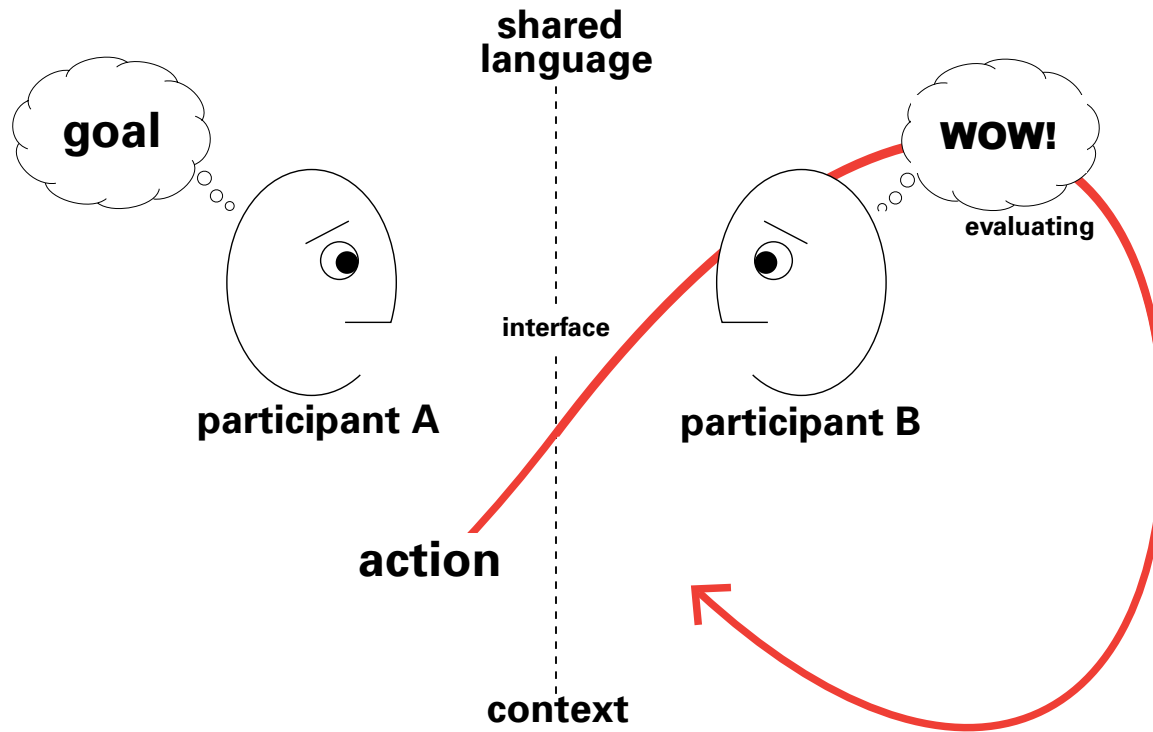 shared
language
goal
WOW!
evaluating
interface
participant A
participant B
action
context